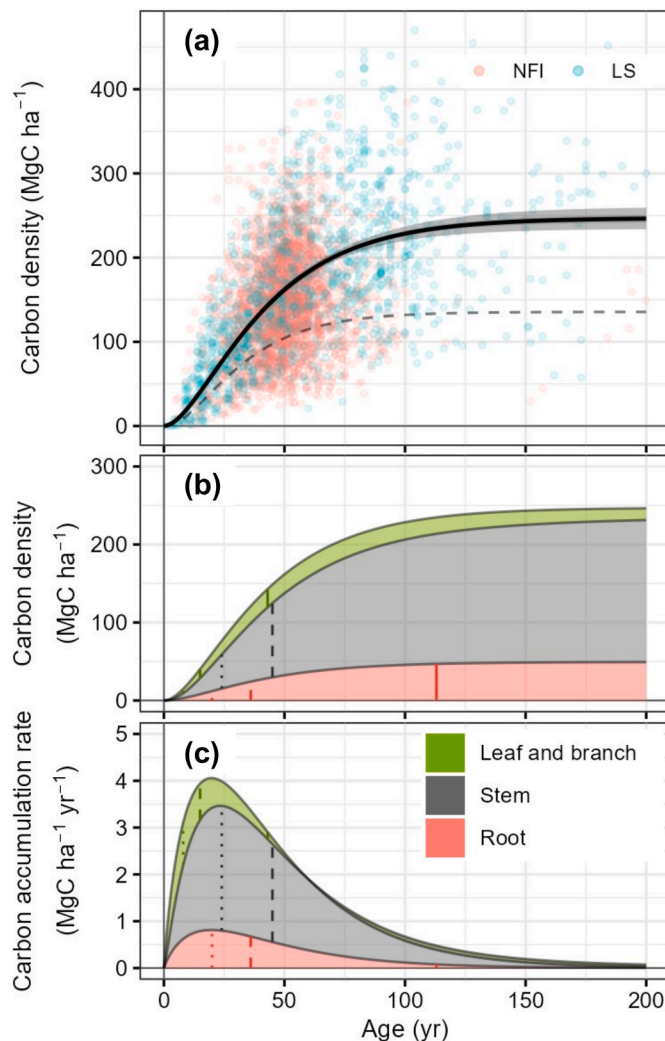 (a)
NFI LS
Carbon density (MgC ha⁻¹)
400
300
200
100
0
(b)
Carbon density
(MgC ha⁻¹)
300
200
100
0
(c)
Carbon accumulation rate
(MgC ha⁻¹ yr⁻¹)
5
4
3
2
1
0
Leaf and branch
Stem
Root
0 50 100 150 200
Age (yr)